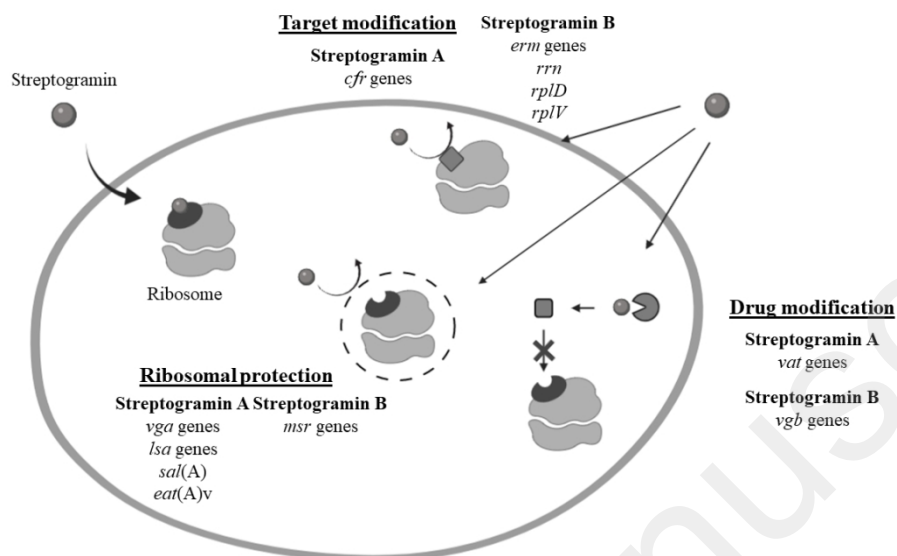 Target modification
Streptogramin A
cfr genes
Streptogramin B
erm genes
rrn
rplD
rplV
Streptogramin
Ribosome
Ribosomal protection
Streptogramin A Streptogramin B
vga genes msr genes
lsa genes
sal(A)
eat(A)v
Drug modification
Streptogramin A
vat genes
Streptogramin B
vgb genes